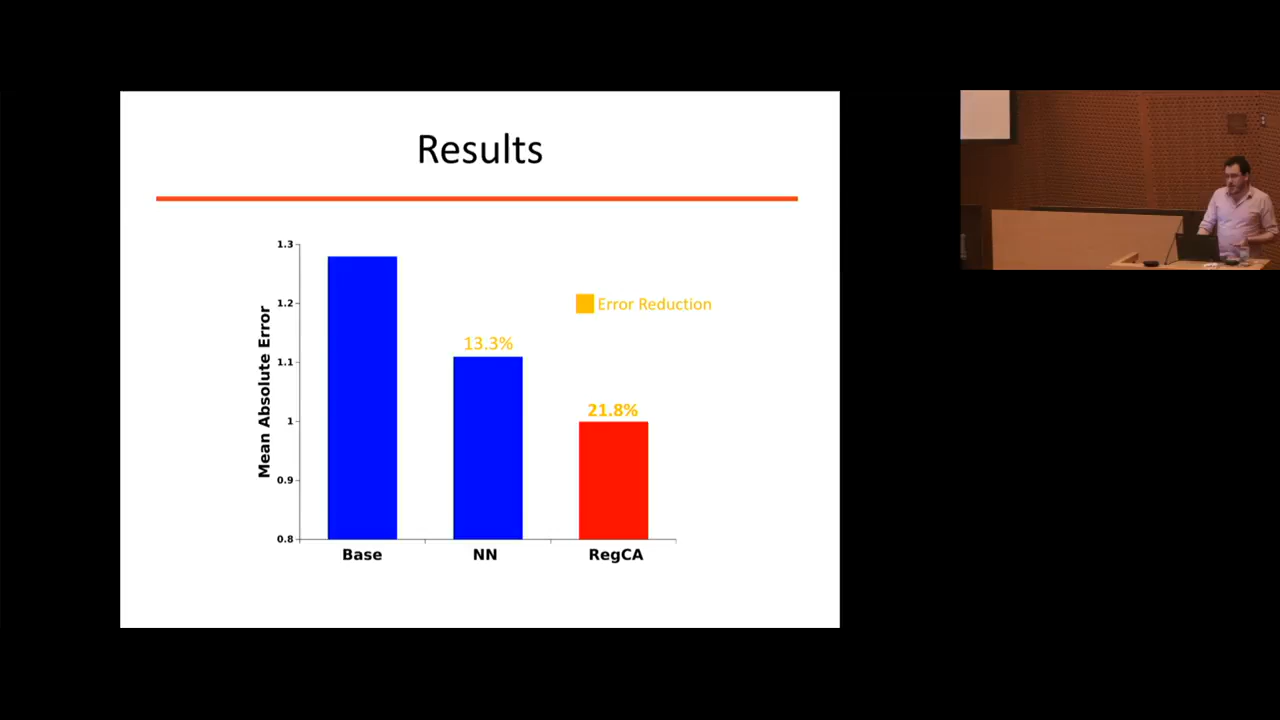 Results
1.3
1.2
1.1
1
0.9
0.8
Mean Absolute Error
Error Reduction
13.3%
21.8%
Base
NN
RegCA